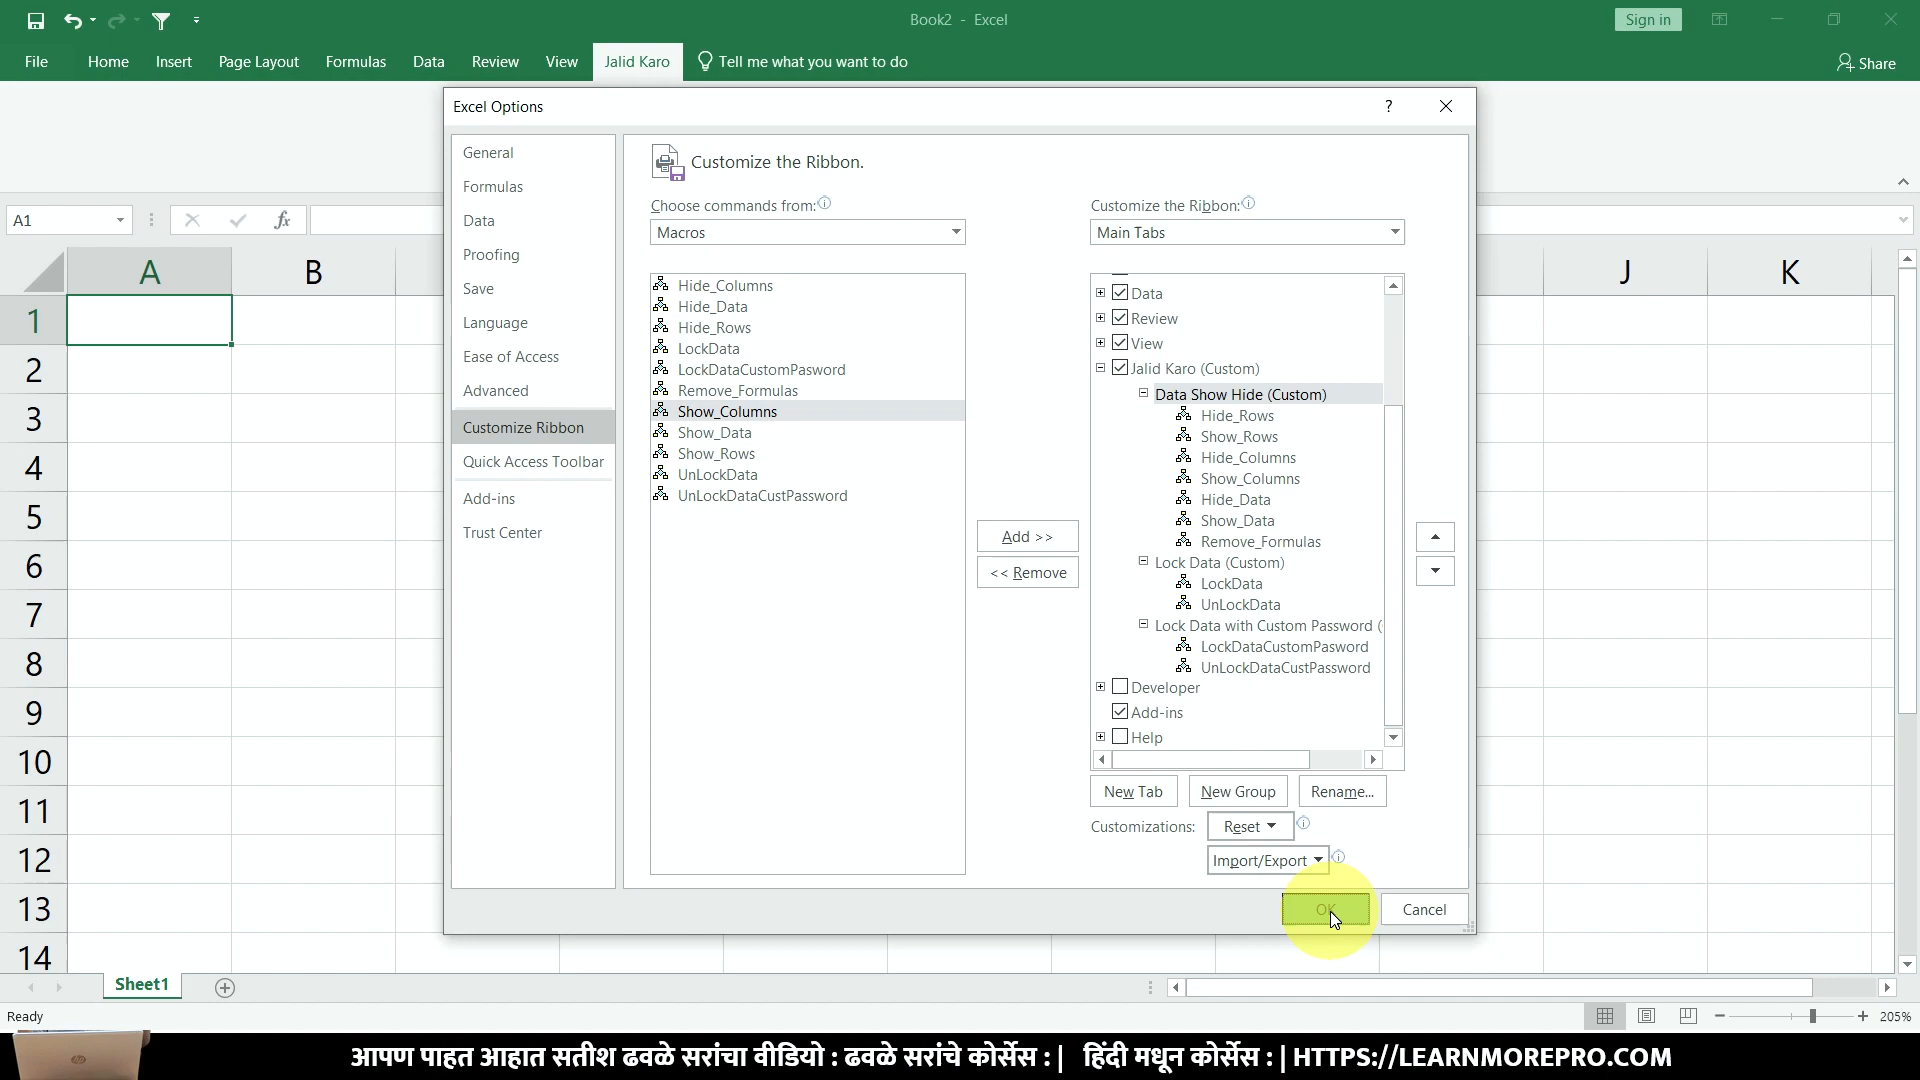 Book2 - Excel
Sign in
File Home Insert Page Layout Formulas Data Review View Jalid Karo Tell me what you want to do
Share
Excel Options
?
General
Formulas
Data
Proofing
Save
Language
Ease of Access
Advanced
Customize Ribbon
Quick Access Toolbar
Add-ins
Trust Center
Customize the Ribbon.
Choose commands from:
Macros
Hide_Columns
Hide_Data
Hide_Rows
LockData
LockDataCustomPasword
Remove_Formulas
Show_Columns
Show_Data
Show_Rows
UnLockData
UnLockDataCustPassword
Add >>
<< Remove
Customize the Ribbon:
Main Tabs
Data
Review
View
Jalid Karo (Custom)
Data Show Hide (Custom)
Hide_Rows
Show_Rows
Hide_Columns
Show_Columns
Hide_Data
Show_Data
Remove_Formulas
Lock Data (Custom)
LockData
UnLockData
Lock Data with Custom Password (
LockDataCustomPasword
UnLockDataCustPassword
Developer
Add-ins
Help
New Tab New Group Rename...
Customizations: Reset
Import/Export
OK Cancel
A1
fx
A B J K
1
2
3
4
5
6
7
8
9
10
11
12
13
14
Sheet1
Ready
205%
hp
आपण पाहत आहात सतीश ढवळे सरांचा वीडियो : ढवळे सरांचे कोर्सेस : | हिंदी मधून कोर्सेस : | HTTPS://LEARNMOREPRO.COM